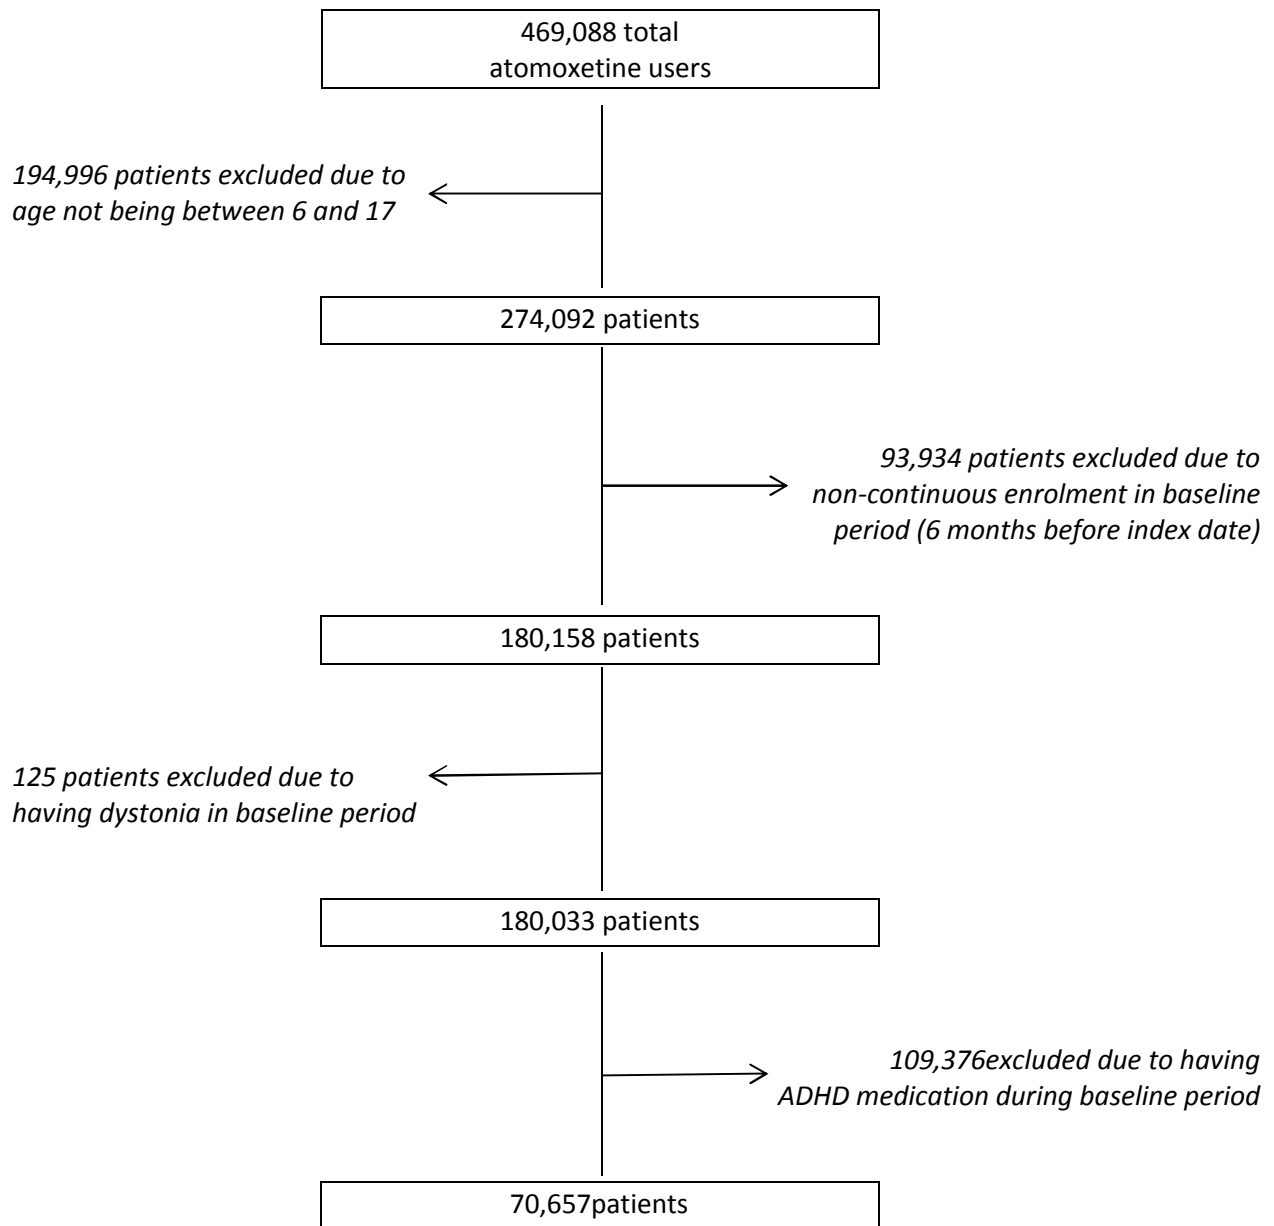 469,088 total
atomoxetine users
194,996 patients excluded due to
age not being between 6 and 17
274,092 patients
93,934 patients excluded due to
non-continuous enrolment in baseline
period (6 months before index date)
180,158 patients
125 patients excluded due to
having dystonia in baseline period
180,033 patients
109,376excluded due to having
ADHD medication during baseline period
70,657patients